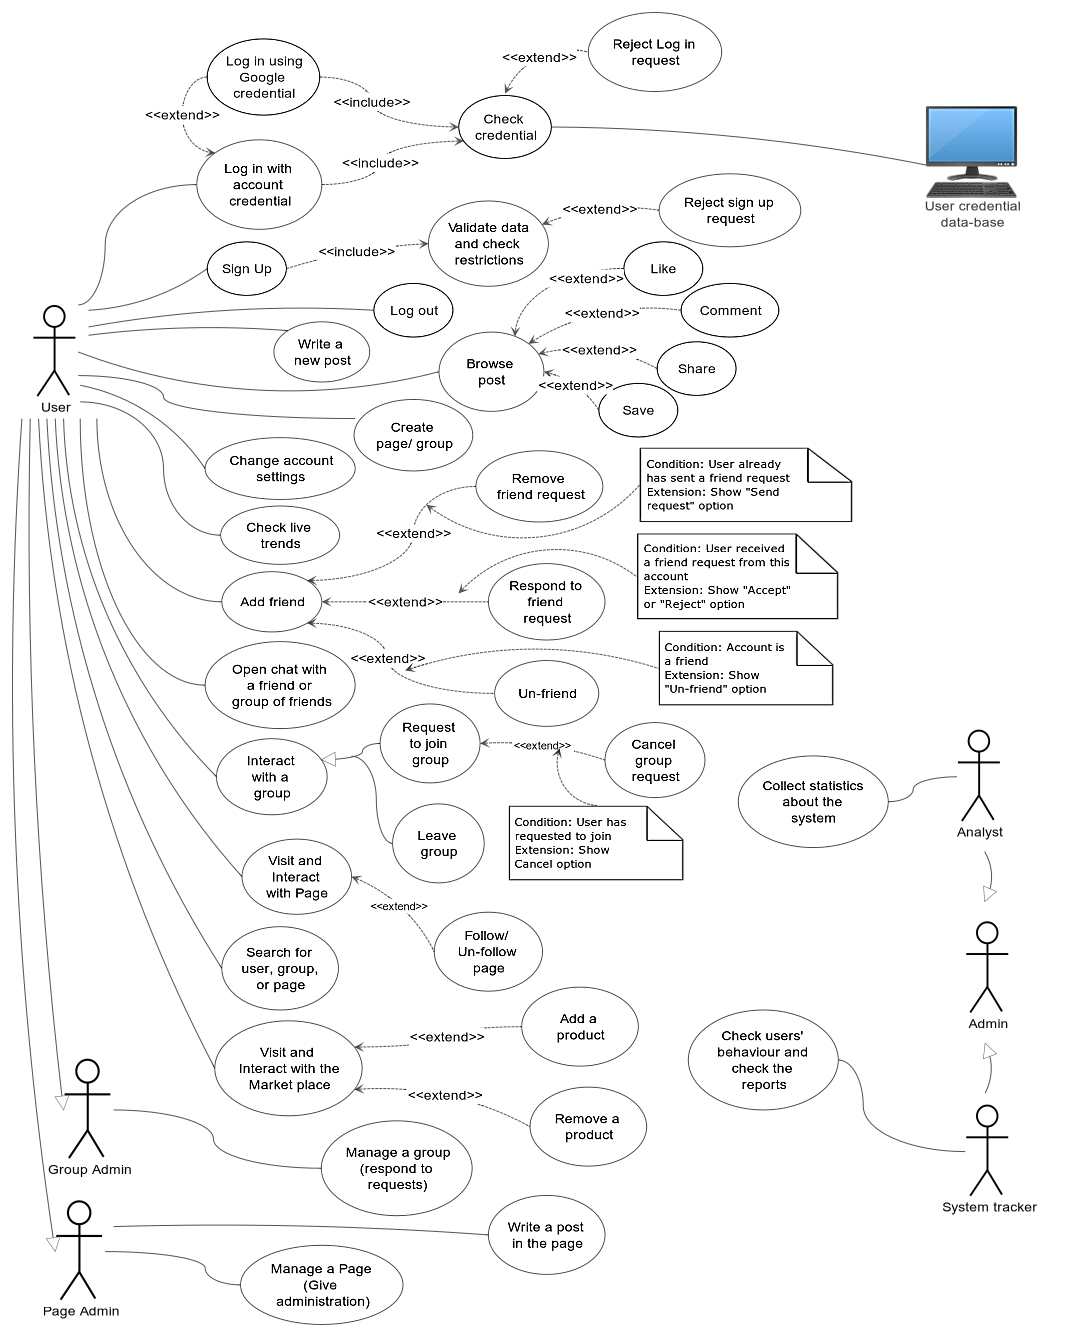 Log in using
Google
credential
<<extend>>
Log in with
account
credential
<<include>>
<<include>>
Check
credential
<<extend>>
Reject Log in
request
User credential
data-base
Sign Up
<<include>>
Validate data
and check
restrictions
<<extend>>
Reject sign up
request
Log out
Write a
new post
Browse
post
<<extend>>
Like
<<extend>>
Comment
<<extend>>
Share
<<extend>>
Save
User
Create
page/ group
Change account
settings
Check live
trends
Add friend
<<extend>>
Remove
friend request
Condition: User already
has sent a friend request
Extension: Show "Send
request" option
<<extend>>
Respond to
friend
request
Condition: User received
a friend request from this
account
Extension: Show "Accept"
or "Reject" option
<<extend>>
Un-friend
Condition: Account is
a friend
Extension: Show
"Un-friend" option
Open chat with
a friend or
group of friends
Interact
with a
group
Request
to join
group
<<extend>>
Cancel
group
request
Leave
group
Condition: User has
requested to join
Extension: Show
Cancel option
Visit and
Interact
with Page
<<extend>>
Follow/
Un-follow
page
Search for
user, group,
or page
Visit and
Interact with the
Market place
<<extend>>
Add a
product
<<extend>>
Remove a
product
Collect statistics
about the
system
Analyst
Admin
Check users'
behaviour and
check the
reports
System tracker
Group Admin
Manage a group
(respond to
requests)
Page Admin
Write a post
in the page
Manage a Page
(Give
administration)